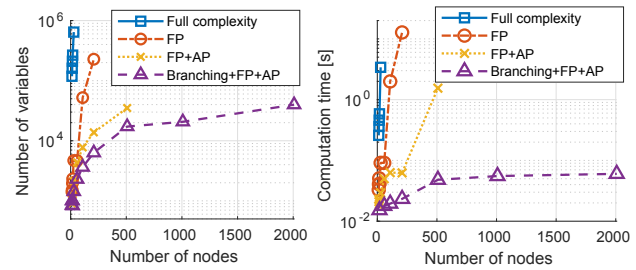 Full complexity
FP
FP+AP
Branching+FP+AP
10^6
10^4
Number of variables
0
500
1000
1500
2000
Number of nodes
Full complexity
FP
FP+AP
Branching+FP+AP
10^0
10^-2
Computation time [s]
0
500
1000
1500
2000
Number of nodes